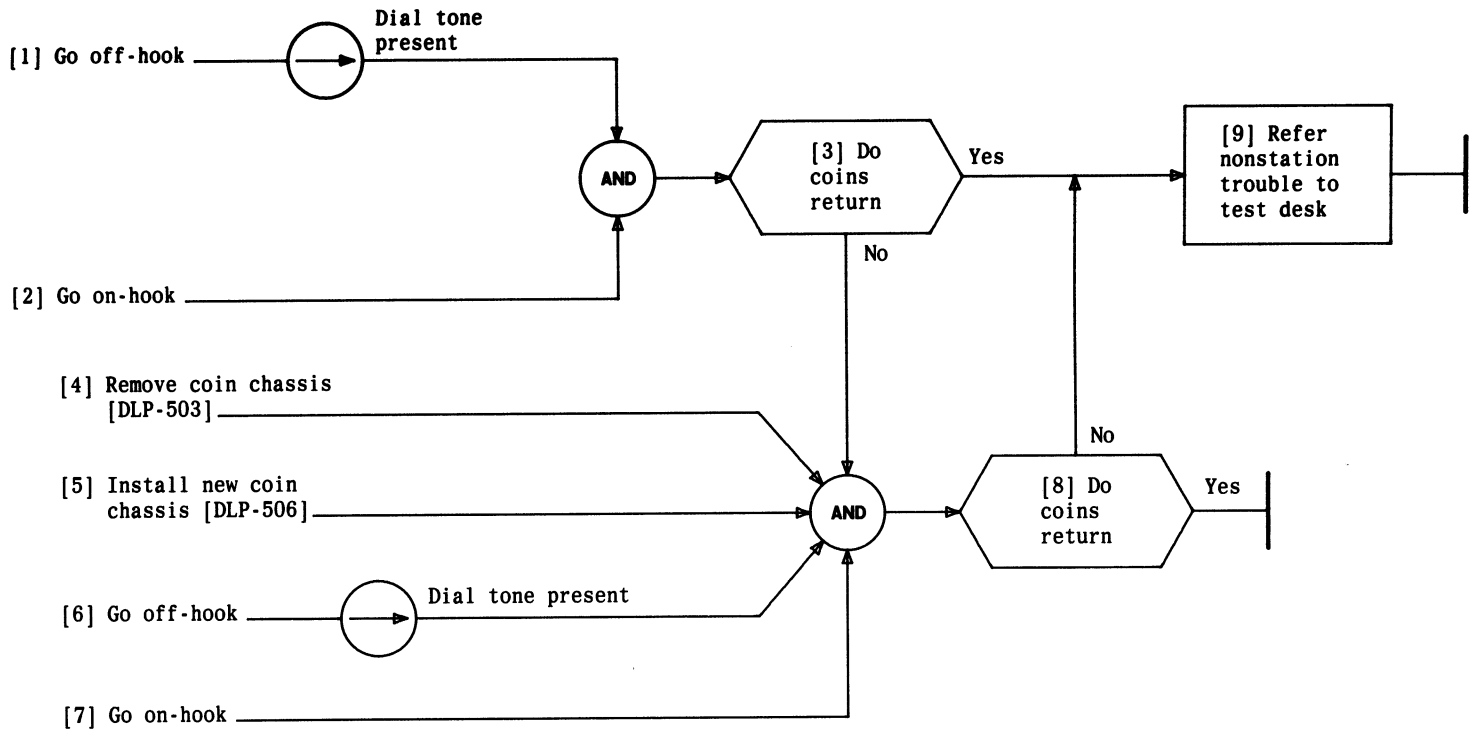 [1] Go off-hook
Dial tone
present
[2] Go on-hook
AND
[3] Do
coins
return
Yes
No
[9] Refer
nonstation
trouble to
test desk
[4] Remove coin chassis
[DLP-503]
[5] Install new coin
chassis [DLP-506]
[6] Go off-hook
Dial tone present
[7] Go on-hook
AND
[8] Do
coins
return
No
Yes